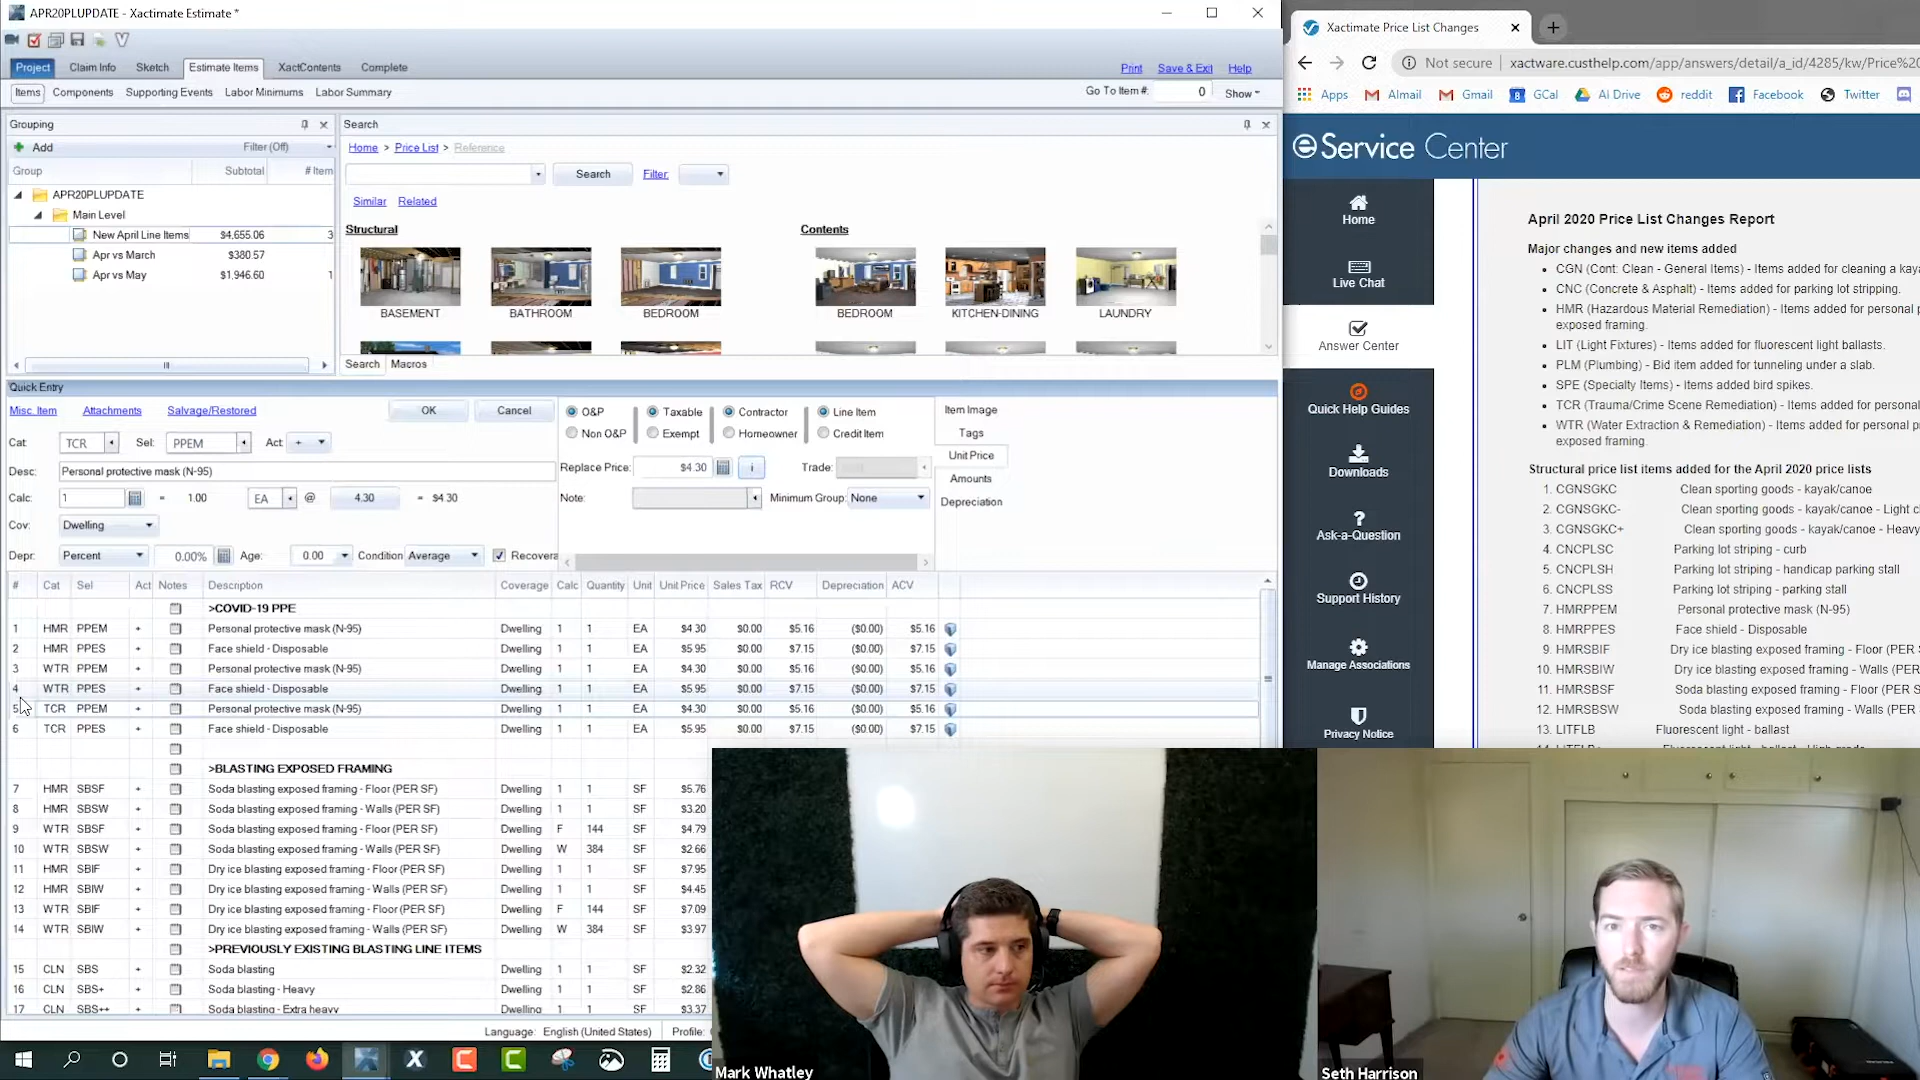 APR20PLUPDATE - Xactimate Estimate *
Project Claim Info Sketch Estimate Items XactContents Complete
Print Save & Exit Help
Items Components Supporting Events Labor Minimums Labor Summary
Go To Item #: 0 Show
Grouping
Add Filter (Off)
Group Subtotal # Item
APR20PLUPDATE
Main Level
New April Line Items $4,655.06 3
Apr vs March $380.57
Apr vs May $1,946.60 1
Search
Home > Price List > Reference
Search Filter:
Similar Related
Structural Contents
BASEMENT BATHROOM BEDROOM BEDROOM KITCHEN-DINING LAUNDRY
Search Macros
Quick Entry
Misc. Item Attachments Salvage/Restored OK Cancel
Cat: TCR Sel: PPEM Act: +
Desc: Personal protective mask (N-95)
Calc: 1 = 1.00 EA @ 4.30 = $4.30
Cov: Dwelling
Depr: Percent 0.00% Age: 0.00 Condition Average Recovera
O&P Taxable Contractor Line Item
Non O&P Exempt Homeowner Credit Item
Replace Price: $4.30 i Trade:
Note: Minimum Group: None
Item Image
Tags
Unit Price
Amounts
Depreciation
# Cat Sel Act Notes Description Coverage Calc Quantity Unit Unit Price Sales Tax RCV Depreciation ACV
>COVID-19 PPE
1 HMR PPEM + Personal protective mask (N-95) Dwelling 1 1 EA $4.30 $0.00 $5.16 ($0.00) $5.16
2 HMR PPES + Face shield - Disposable Dwelling 1 1 EA $5.95 $0.00 $7.15 ($0.00) $7.15
3 WTR PPEM + Personal protective mask (N-95) Dwelling 1 1 EA $4.30 $0.00 $5.16 ($0.00) $5.16
4 WTR PPES + Face shield - Disposable Dwelling 1 1 EA $5.95 $0.00 $7.15 ($0.00) $7.15
5 TCR PPEM + Personal protective mask (N-95) Dwelling 1 1 EA $4.30 $0.00 $5.16 ($0.00) $5.16
6 TCR PPES + Face shield - Disposable Dwelling 1 1 EA $5.95 $0.00 $7.15 ($0.00) $7.15
>BLASTING EXPOSED FRAMING
7 HMR SBSF + Soda blasting exposed framing - Floor (PER SF) Dwelling 1 1 SF $5.76
8 HMR SBSW + Soda blasting exposed framing - Walls (PER SF) Dwelling 1 1 SF $3.20
9 WTR SBSF + Soda blasting exposed framing - Floor (PER SF) Dwelling F 144 SF $4.79
10 WTR SBSW + Soda blasting exposed framing - Walls (PER SF) Dwelling W 384 SF $2.66
11 HMR SBIF + Dry ice blasting exposed framing - Floor (PER SF) Dwelling 1 1 SF $7.95
12 HMR SBIW + Dry ice blasting exposed framing - Walls (PER SF) Dwelling 1 1 SF $4.45
13 WTR SBIF + Dry ice blasting exposed framing - Floor (PER SF) Dwelling F 144 SF $7.09
14 WTR SBIW + Dry ice blasting exposed framing - Walls (PER SF) Dwelling W 384 SF $3.97
>PREVIOUSLY EXISTING BLASTING LINE ITEMS
15 CLN SBS + Soda blasting Dwelling 1 1 SF $2.32
16 CLN SBS+ + Soda blasting - Heavy Dwelling 1 1 SF $2.86
17 CLN SBS++ + Soda blasting - Extra heavy Dwelling 1 1 SF $3.37
Language: English (United States) Profile:
Xactimate Price List Changes
Not secure xactware.custhelp.com/app/answers/detail/a_id/4285/kw/Price%20
Apps AImail Gmail GCal AI Drive reddit Facebook Twitter
eService Center
Home
Live Chat
Answer Center
Quick Help Guides
Downloads
Ask-a-Question
Support History
Manage Associations
Privacy Notice
April 2020 Price List Changes Report
Major changes and new items added
• CGN (Cont: Clean - General Items) - Items added for cleaning a kaya
• CNC (Concrete & Asphalt) - Items added for parking lot stripping.
• HMR (Hazardous Material Remediation) - Items added for personal p
exposed framing.
• LIT (Light Fixtures) - Items added for fluorescent light ballasts.
• PLM (Plumbing) - Bid item added for tunneling under a slab.
• SPE (Specialty Items) - Items added bird spikes.
• TCR (Trauma/Crime Scene Remediation) - Items added for personal
• WTR (Water Extraction & Remediation) - Items added for personal p
exposed framing.
Structural price list items added for the April 2020 price lists
1. CGNSGKC Clean sporting goods - kayak/canoe
2. CGNSGKC- Clean sporting goods - kayak/canoe - Light c
3. CGNSGKC+ Clean sporting goods - kayak/canoe - Heavy
4. CNCPLSC Parking lot striping - curb
5. CNCPLSH Parking lot striping - handicap parking stall
6. CNCPLSS Parking lot striping - parking stall
7. HMRPPEM Personal protective mask (N-95)
8. HMRPPES Face shield - Disposable
9. HMRSBIF Dry ice blasting exposed framing - Floor (PER S
10. HMRSBIW Dry ice blasting exposed framing - Walls (PER
11. HMRSBSF Soda blasting exposed framing - Floor (PER S
12. HMRSBSW Soda blasting exposed framing - Walls (PER S
13. LITFLB Fluorescent light - ballast
Mark Whatley
Seth Harrison